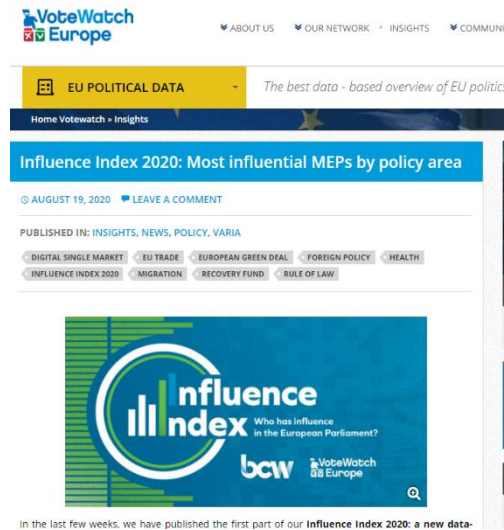 VoteWatch
Europe
ABOUT US OUR NETWORK INSIGHTS COMMUNI
EU POLITICAL DATA The best data - based overview of EU politics
Home Votewatch » Insights
Influence Index 2020: Most influential MEPs by policy area
AUGUST 19, 2020 LEAVE A COMMENT
PUBLISHED IN: INSIGHTS, NEWS, POLICY, VARIA
DIGITAL SINGLE MARKET EU TRADE EUROPEAN GREEN DEAL FOREIGN POLICY HEALTH
INFLUENCE INDEX 2020 MIGRATION RECOVERY FUND RULE OF LAW
Influence
Index Who has influence
in the European Parliament?
bcw VoteWatch
Europe
In the last few weeks, we have published the first part of our Influence Index 2020: a new data-